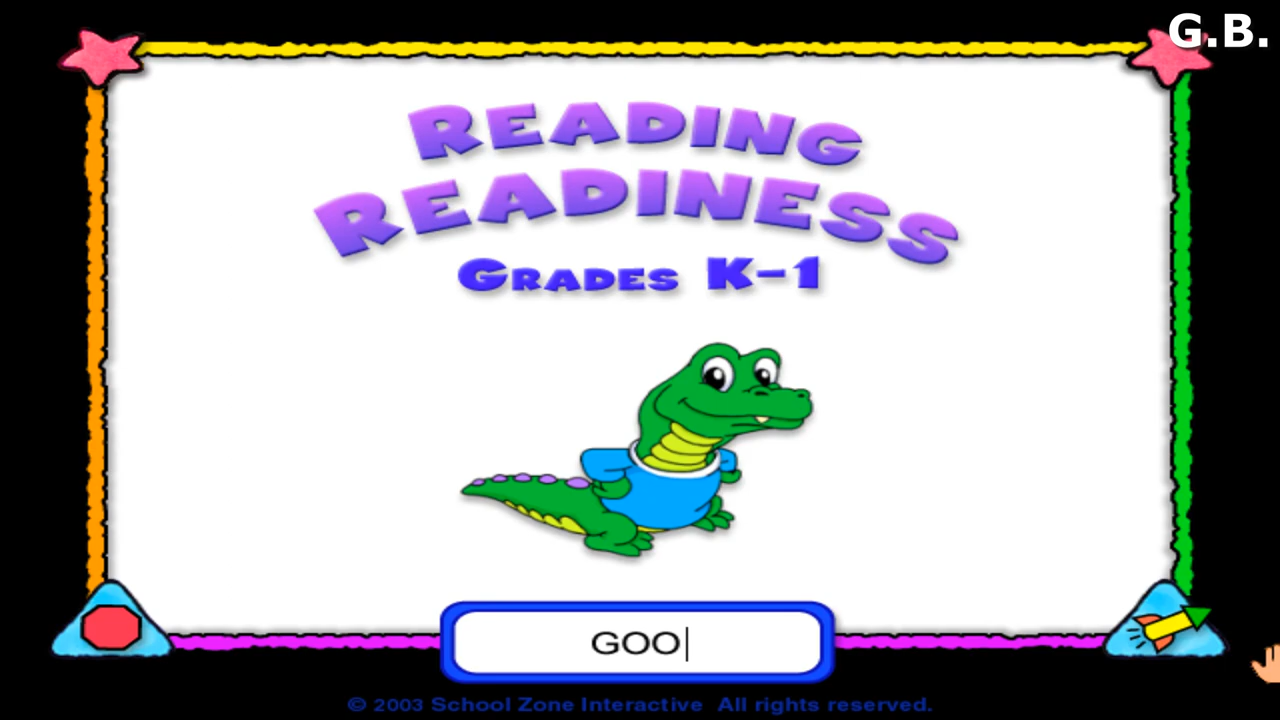 G.B.
READING
READINESS
GRADES K-1
GOO
© 2003 School Zone Interactive All rights reserved.